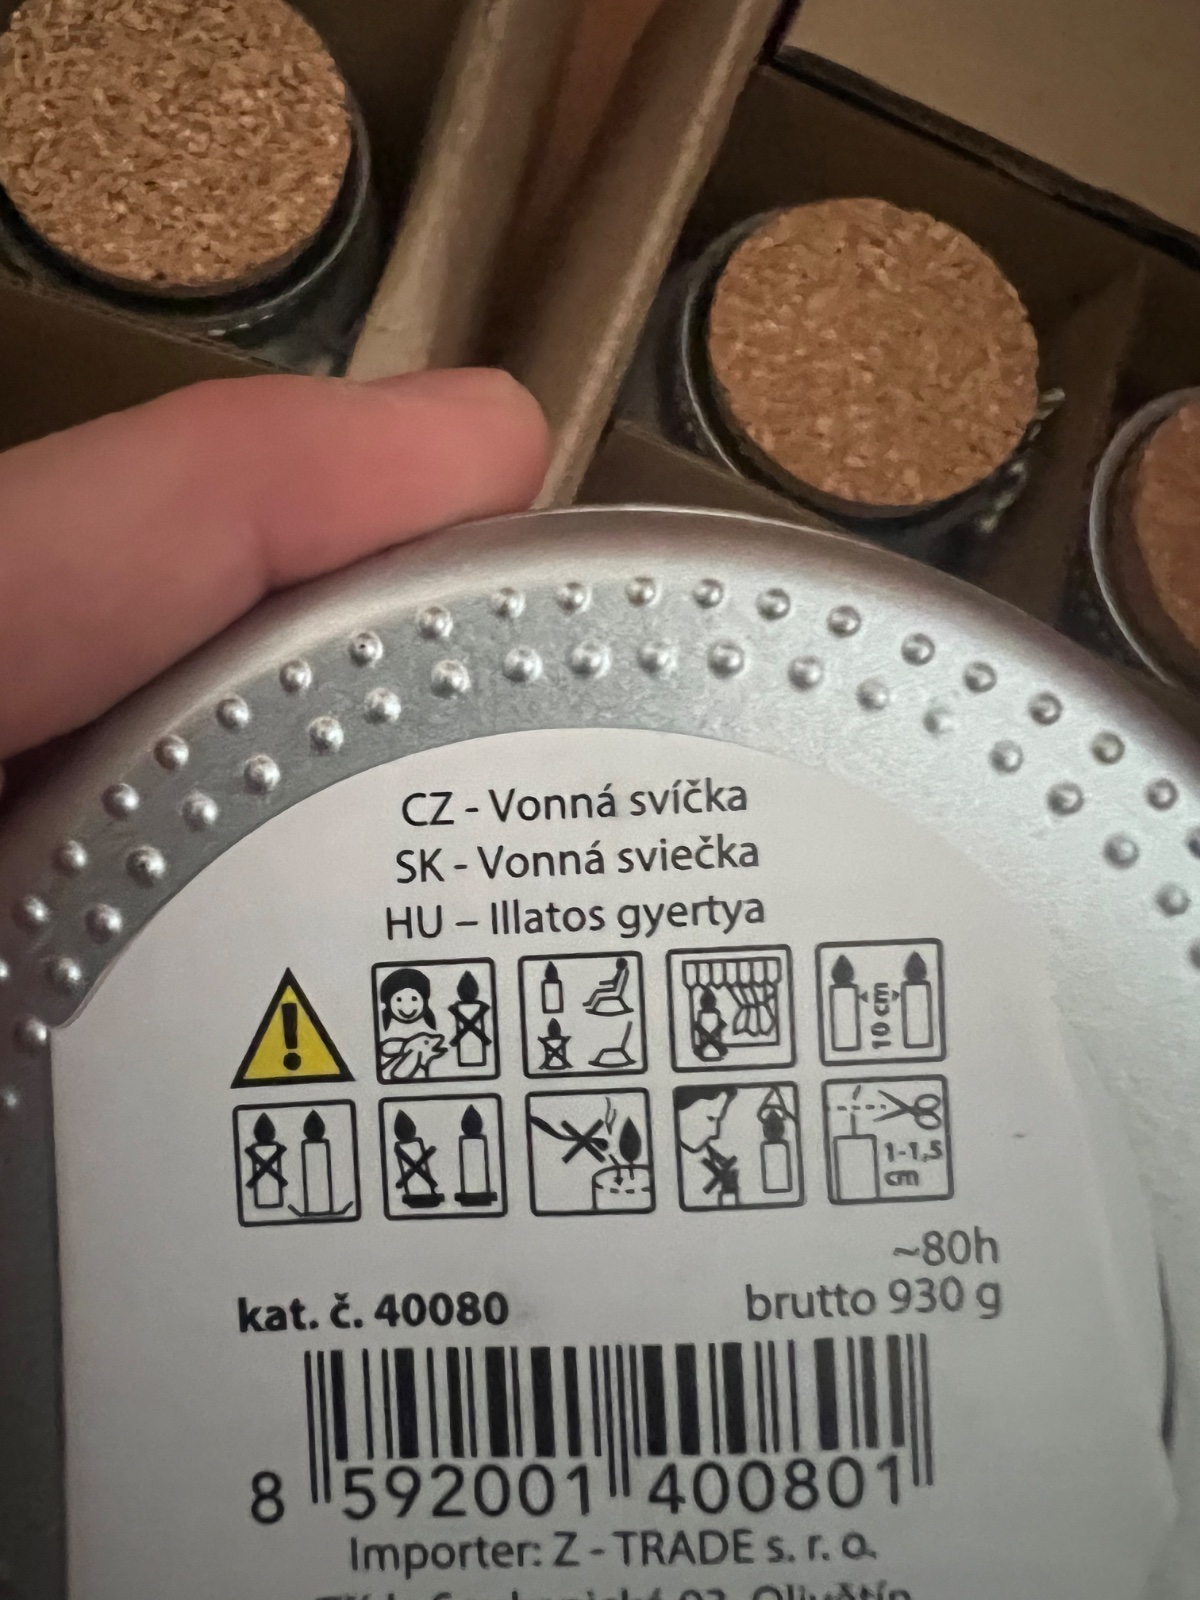 CZ - Vonná svíčka
SK - Vonná sviečka
HU – Illatos gyertya
10 cm
1-1,5
cm
~80h
kat. č. 40080
brutto 930 g
8 592001 400801
Importer: Z - TRADE s. r. o.